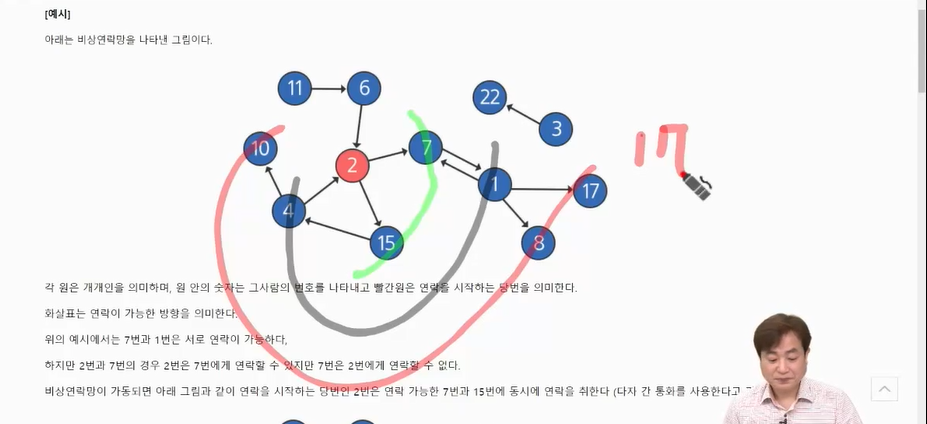 [예시]
아래는 비상연락망을 나타낸 그림이다.
11
6
22
3
10
2
7
17
4
1
17
15
8
각 원은 개개인을 의미하며, 원 안의 숫자는 그사람의 번호를 나타내고 빨간원은 연락을 시작하는 당번을 의미한다.
화살표는 연락이 가능한 방향을 의미한다.
위의 예시에서는 7번과 1번은 서로 연락이 가능하다,
하지만 2번과 7번의 경우 2번은 7번에게 연락할 수 있지만 7번은 2번에게 연락할 수 없다.
비상연락망이 가동되면 아래 그림과 같이 연락을 시작하는 당번인 2번은 연락 가능한 7번과 15번에 동시에 연락을 취한다 (다자 간 통화를 사용한다고